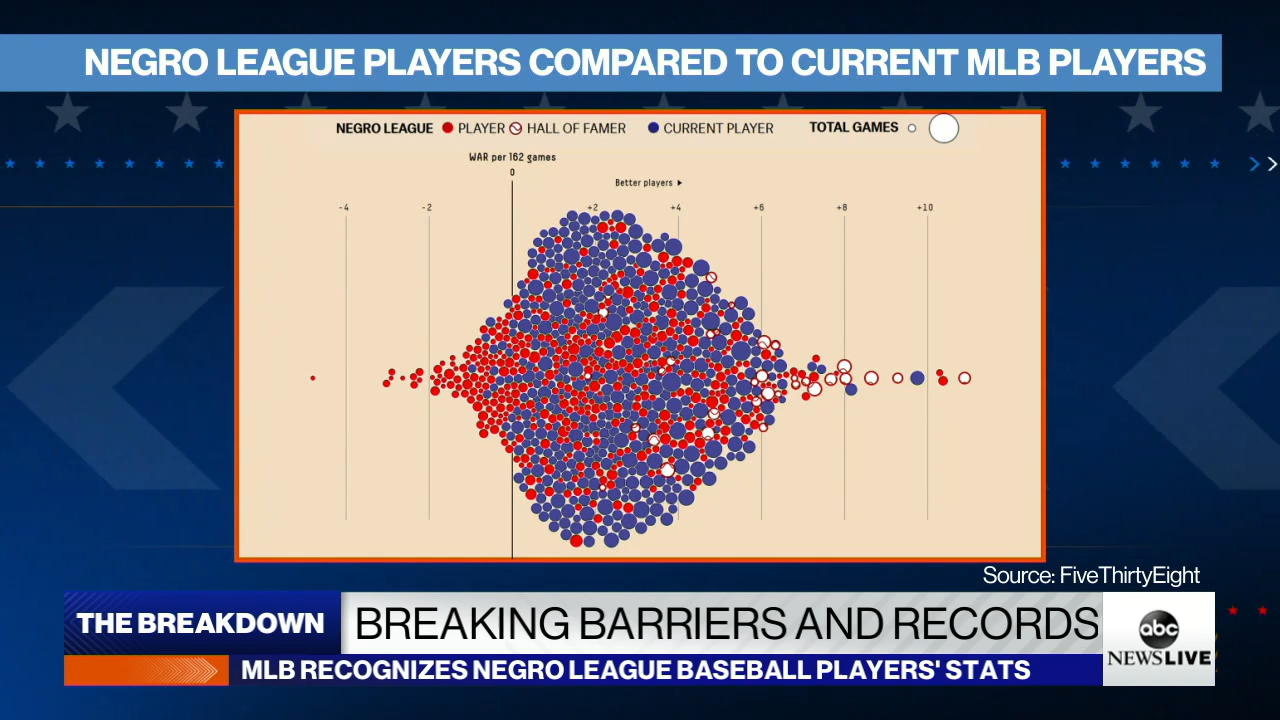 NEGRO LEAGUE PLAYERS COMPARED TO CURRENT MLB PLAYERS
NEGRO LEAGUE PLAYER HALL OF FAMER CURRENT PLAYER TOTAL GAMES
WAR per 162 games
0
Better players ▶
-4 -2 +2 +4 +6 +8 +10
Source: FiveThirtyEight
THE BREAKDOWN
BREAKING BARRIERS AND RECORDS
MLB RECOGNIZES NEGRO LEAGUE BASEBALL PLAYERS' STATS
abc
NEWSLIVE